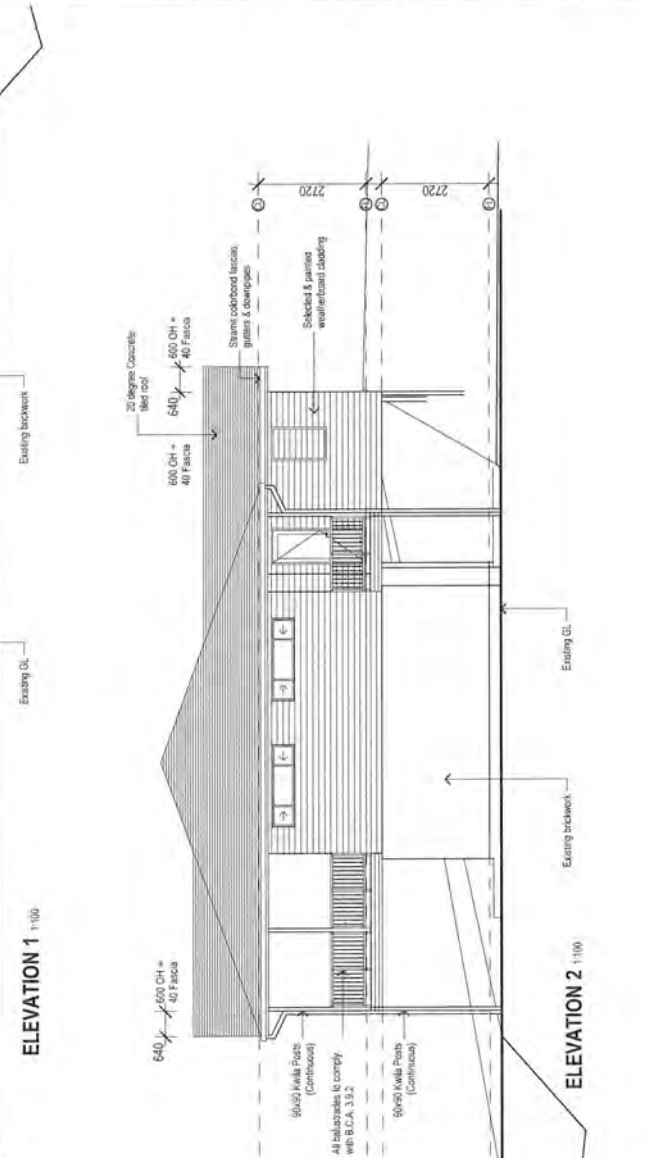 Existing brickwork
Existing GL
ELEVATION 1 1:100
20 degree Concrete
tiled roof
600 OH +
40 Fascia
640
600 OH +
40 Fascia
Stramit colorbond fascias,
gutters & downpipes
Selected & painted
weatherboard cladding
2720
2720
640
600 OH +
40 Fascia
90x90 Kwila Posts
(Continuous)
All balustrades to comply
with B.C.A. 3.9.2
90x90 Kwila Posts
(Continuous)
Existing brickwork
Existing GL
ELEVATION 2 1:100